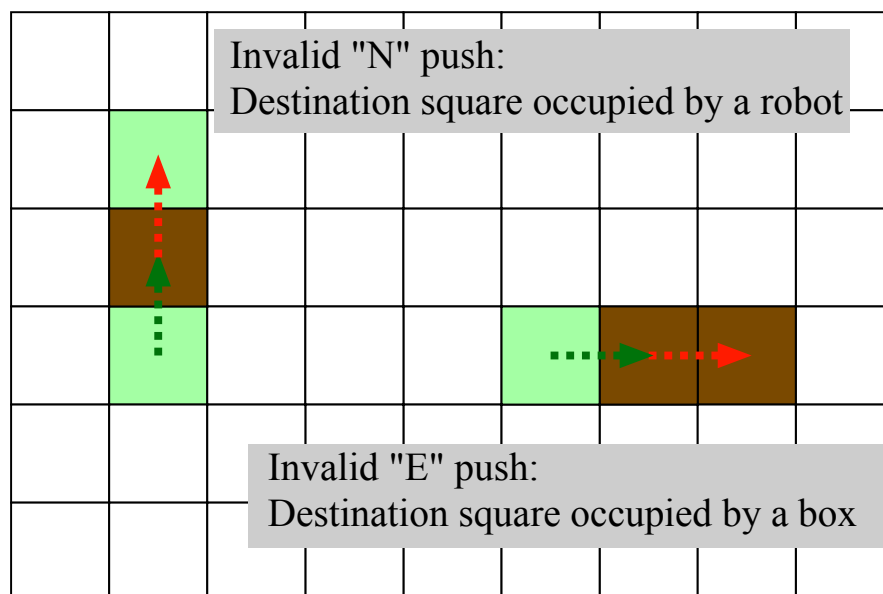 Invalid "N" push:
Destination square occupied by a robot
Invalid "E" push:
Destination square occupied by a box